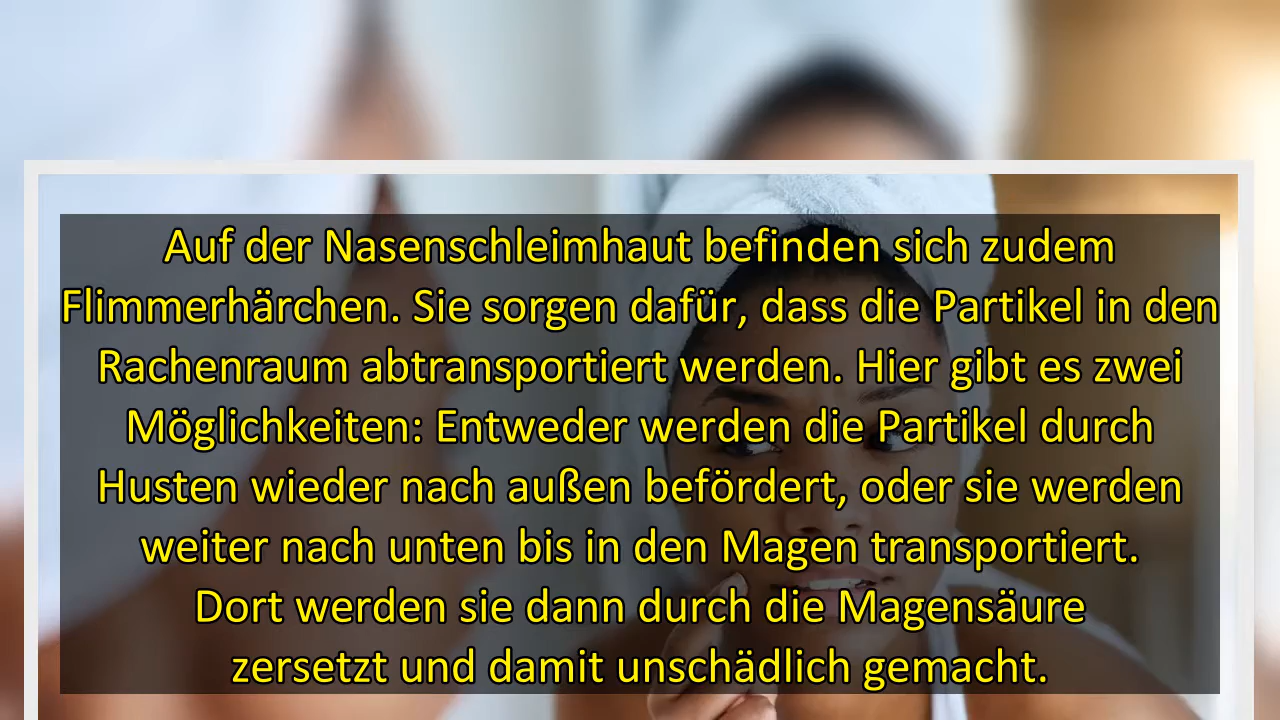 Auf der Nasenschleimhaut befinden sich zudem
Flimmerhärchen. Sie sorgen dafür, dass die Partikel in den
Rachenraum abtransportiert werden. Hier gibt es zwei
Möglichkeiten: Entweder werden die Partikel durch
Husten wieder nach außen befördert, oder sie werden
weiter nach unten bis in den Magen transportiert.
Dort werden sie dann durch die Magensäure
zersetzt und damit unschädlich gemacht.